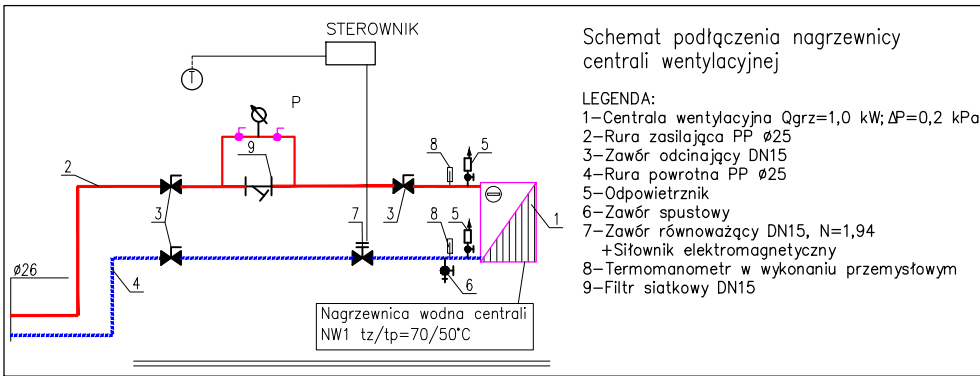 STEROWNIK
T
P
9
2
3
7
3
8
5
1
8
5
ø26
4
6
Nagrzewnica wodna centrali
NW1 tz/tp=70/50°C
Schemat podłączenia nagrzewnicy
centrali wentylacyjnej
LEGENDA:
1-Centrala wentylacyjna Qgrz=1,0 kW; ΔP=0,2 kPa
2-Rura zasilająca PP ø25
3-Zawór odcinający DN15
4-Rura powrotna PP ø25
5-Odpowietrznik
6-Zawór spustowy
7-Zawór równoważący DN15, N=1,94
+Siłownik elektromagnetyczny
8-Termomanometr w wykonaniu przemysłowym
9-Filtr siatkowy DN15